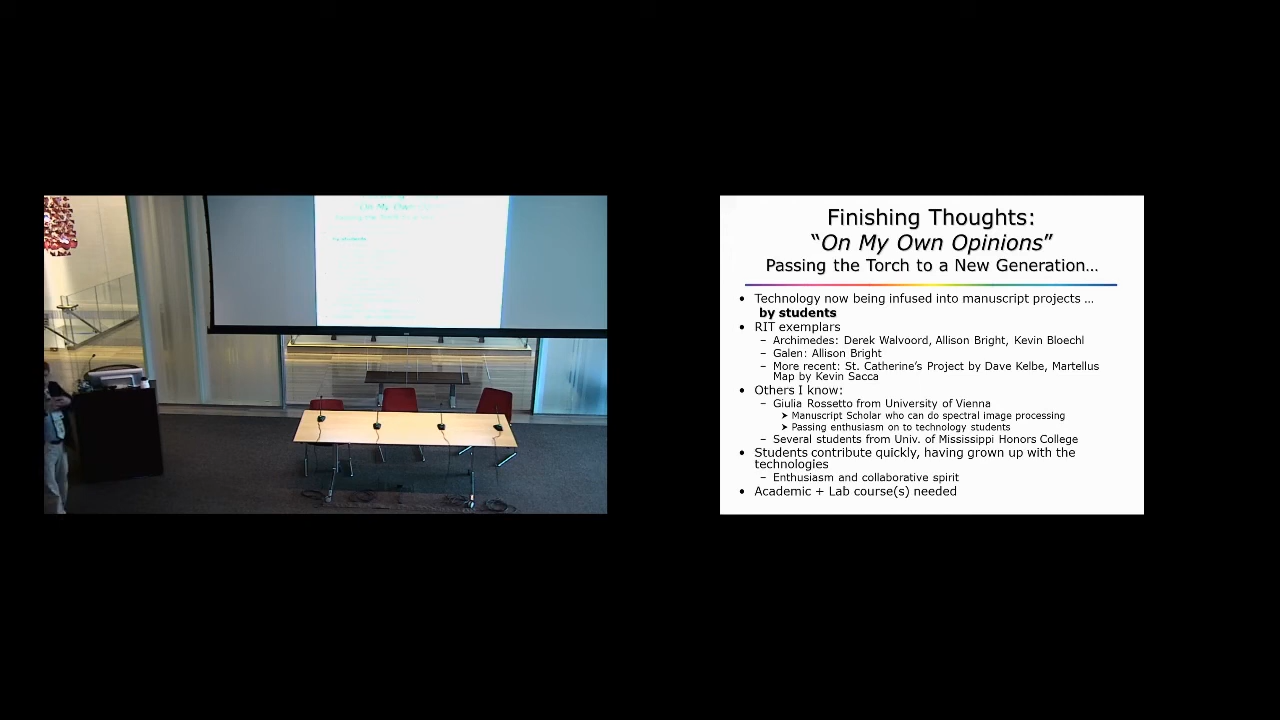 Finishing Thoughts:
“On My Own Opinions”
Passing the Torch to a New Generation…
• Technology now being infused into manuscript projects …
by students
• RIT exemplars
– Archimedes: Derek Walvoord, Allison Bright, Kevin Bloechl
– Galen: Allison Bright
– More recent: St. Catherine’s Project by Dave Kelbe, Martellus
Map by Kevin Sacca
• Others I know:
– Giulia Rossetto from University of Vienna
➤ Manuscript Scholar who can do spectral image processing
➤ Passing enthusiasm on to technology students
– Several students from Univ. of Mississippi Honors College
• Students contribute quickly, having grown up with the
technologies
– Enthusiasm and collaborative spirit
• Academic + Lab course(s) needed